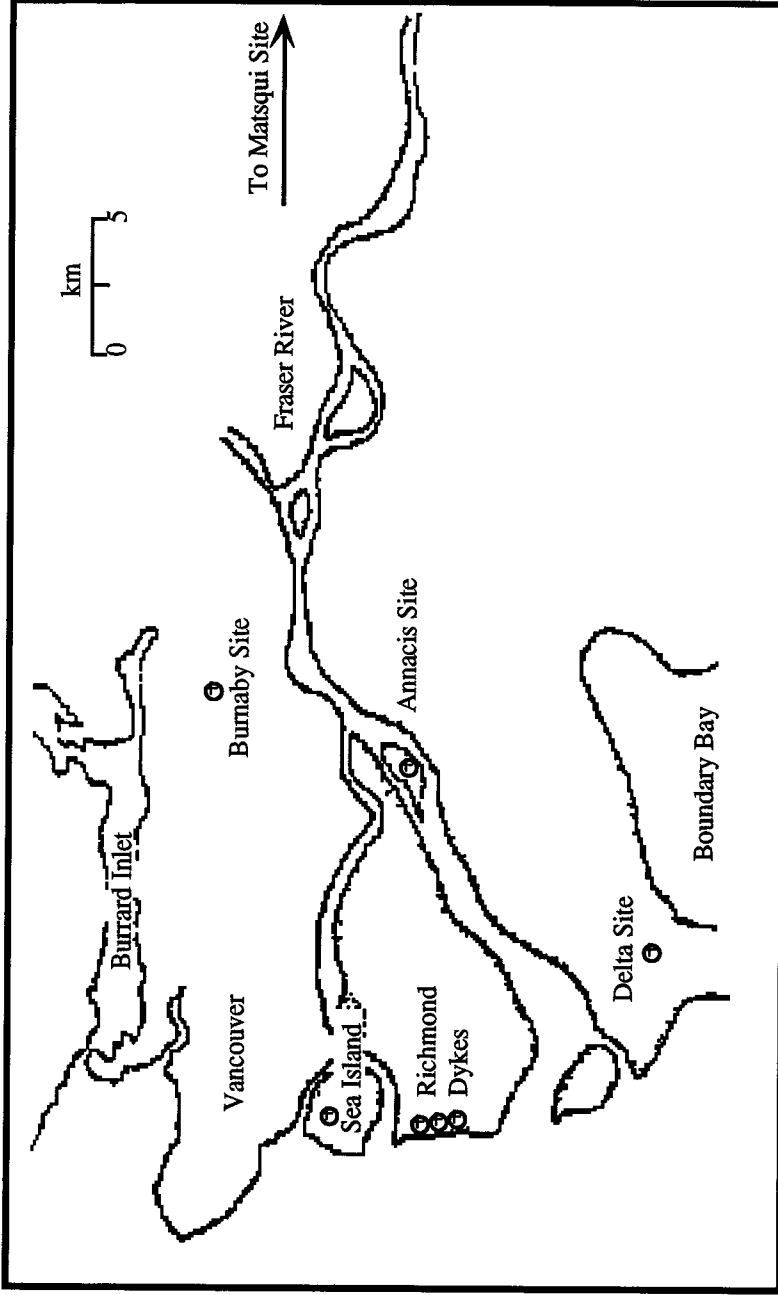 To Matsqui Site
km
0 5
Fraser River
Burnaby Site
Annacis Site
Burrard Inlet
Boundary Bay
Delta Site
Vancouver
Richmond
Dykes
Sea Island